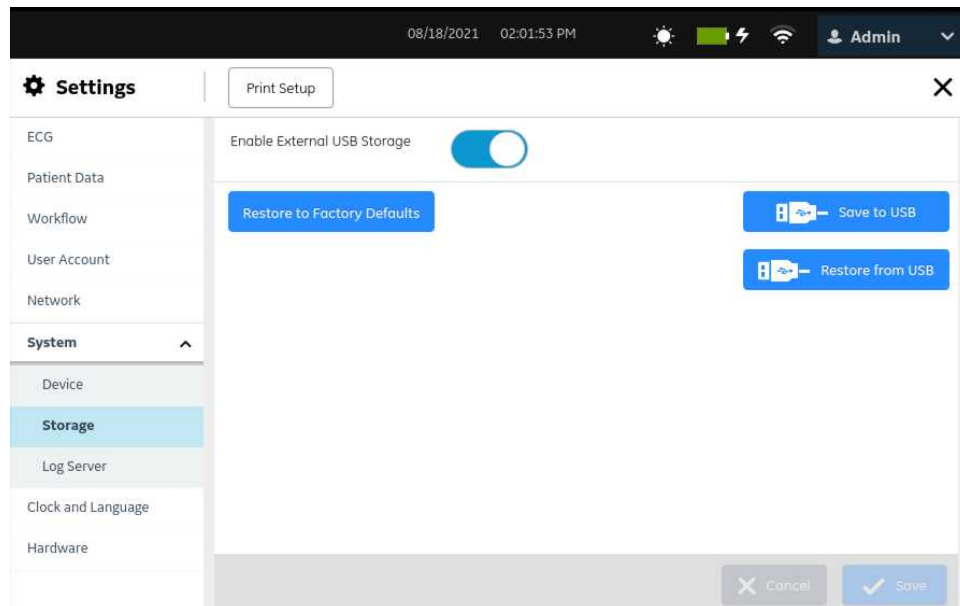 08/18/2021 02:01:53 PM Admin
Settings
Print Setup
ECG
Patient Data
Workflow
User Account
Network
System
Device
Storage
Log Server
Clock and Language
Hardware
Enable External USB Storage
Restore to Factory Defaults
Save to USB
Restore from USB
Cancel
Save